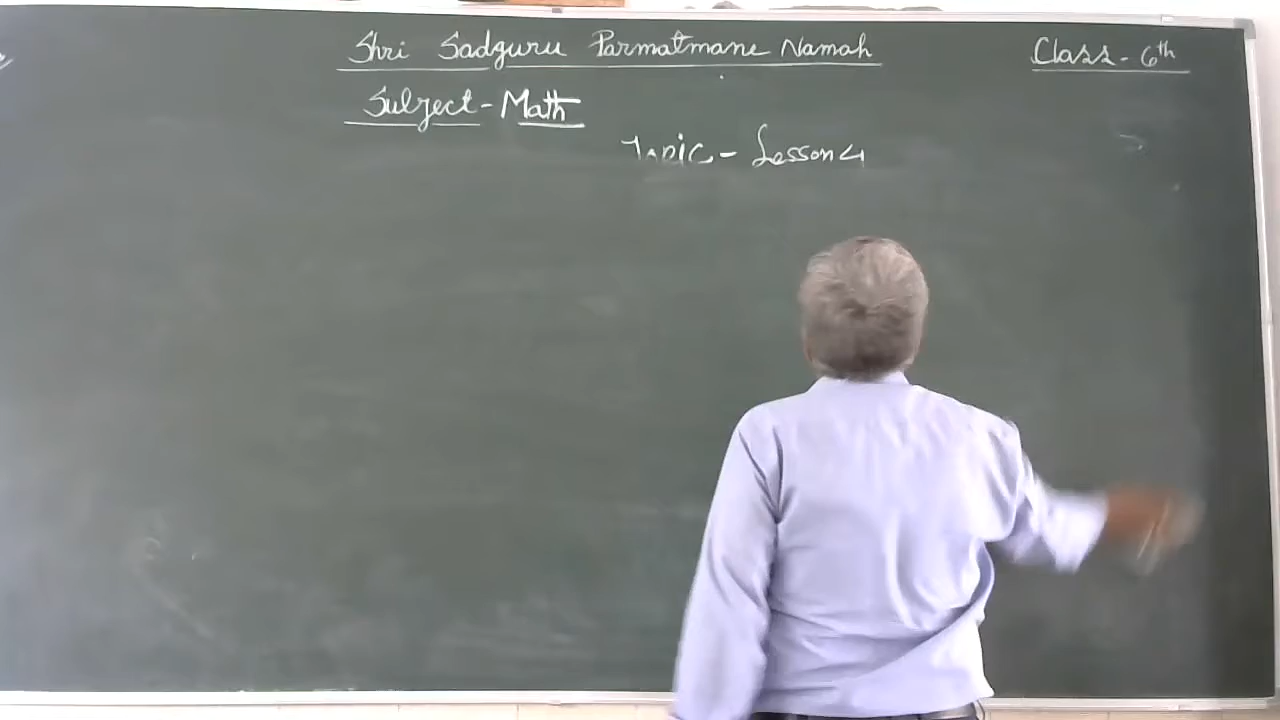 Shri Sadguru Parmatmane Namah
Class - 6th
Subject - Math
Topic - Lesson 4